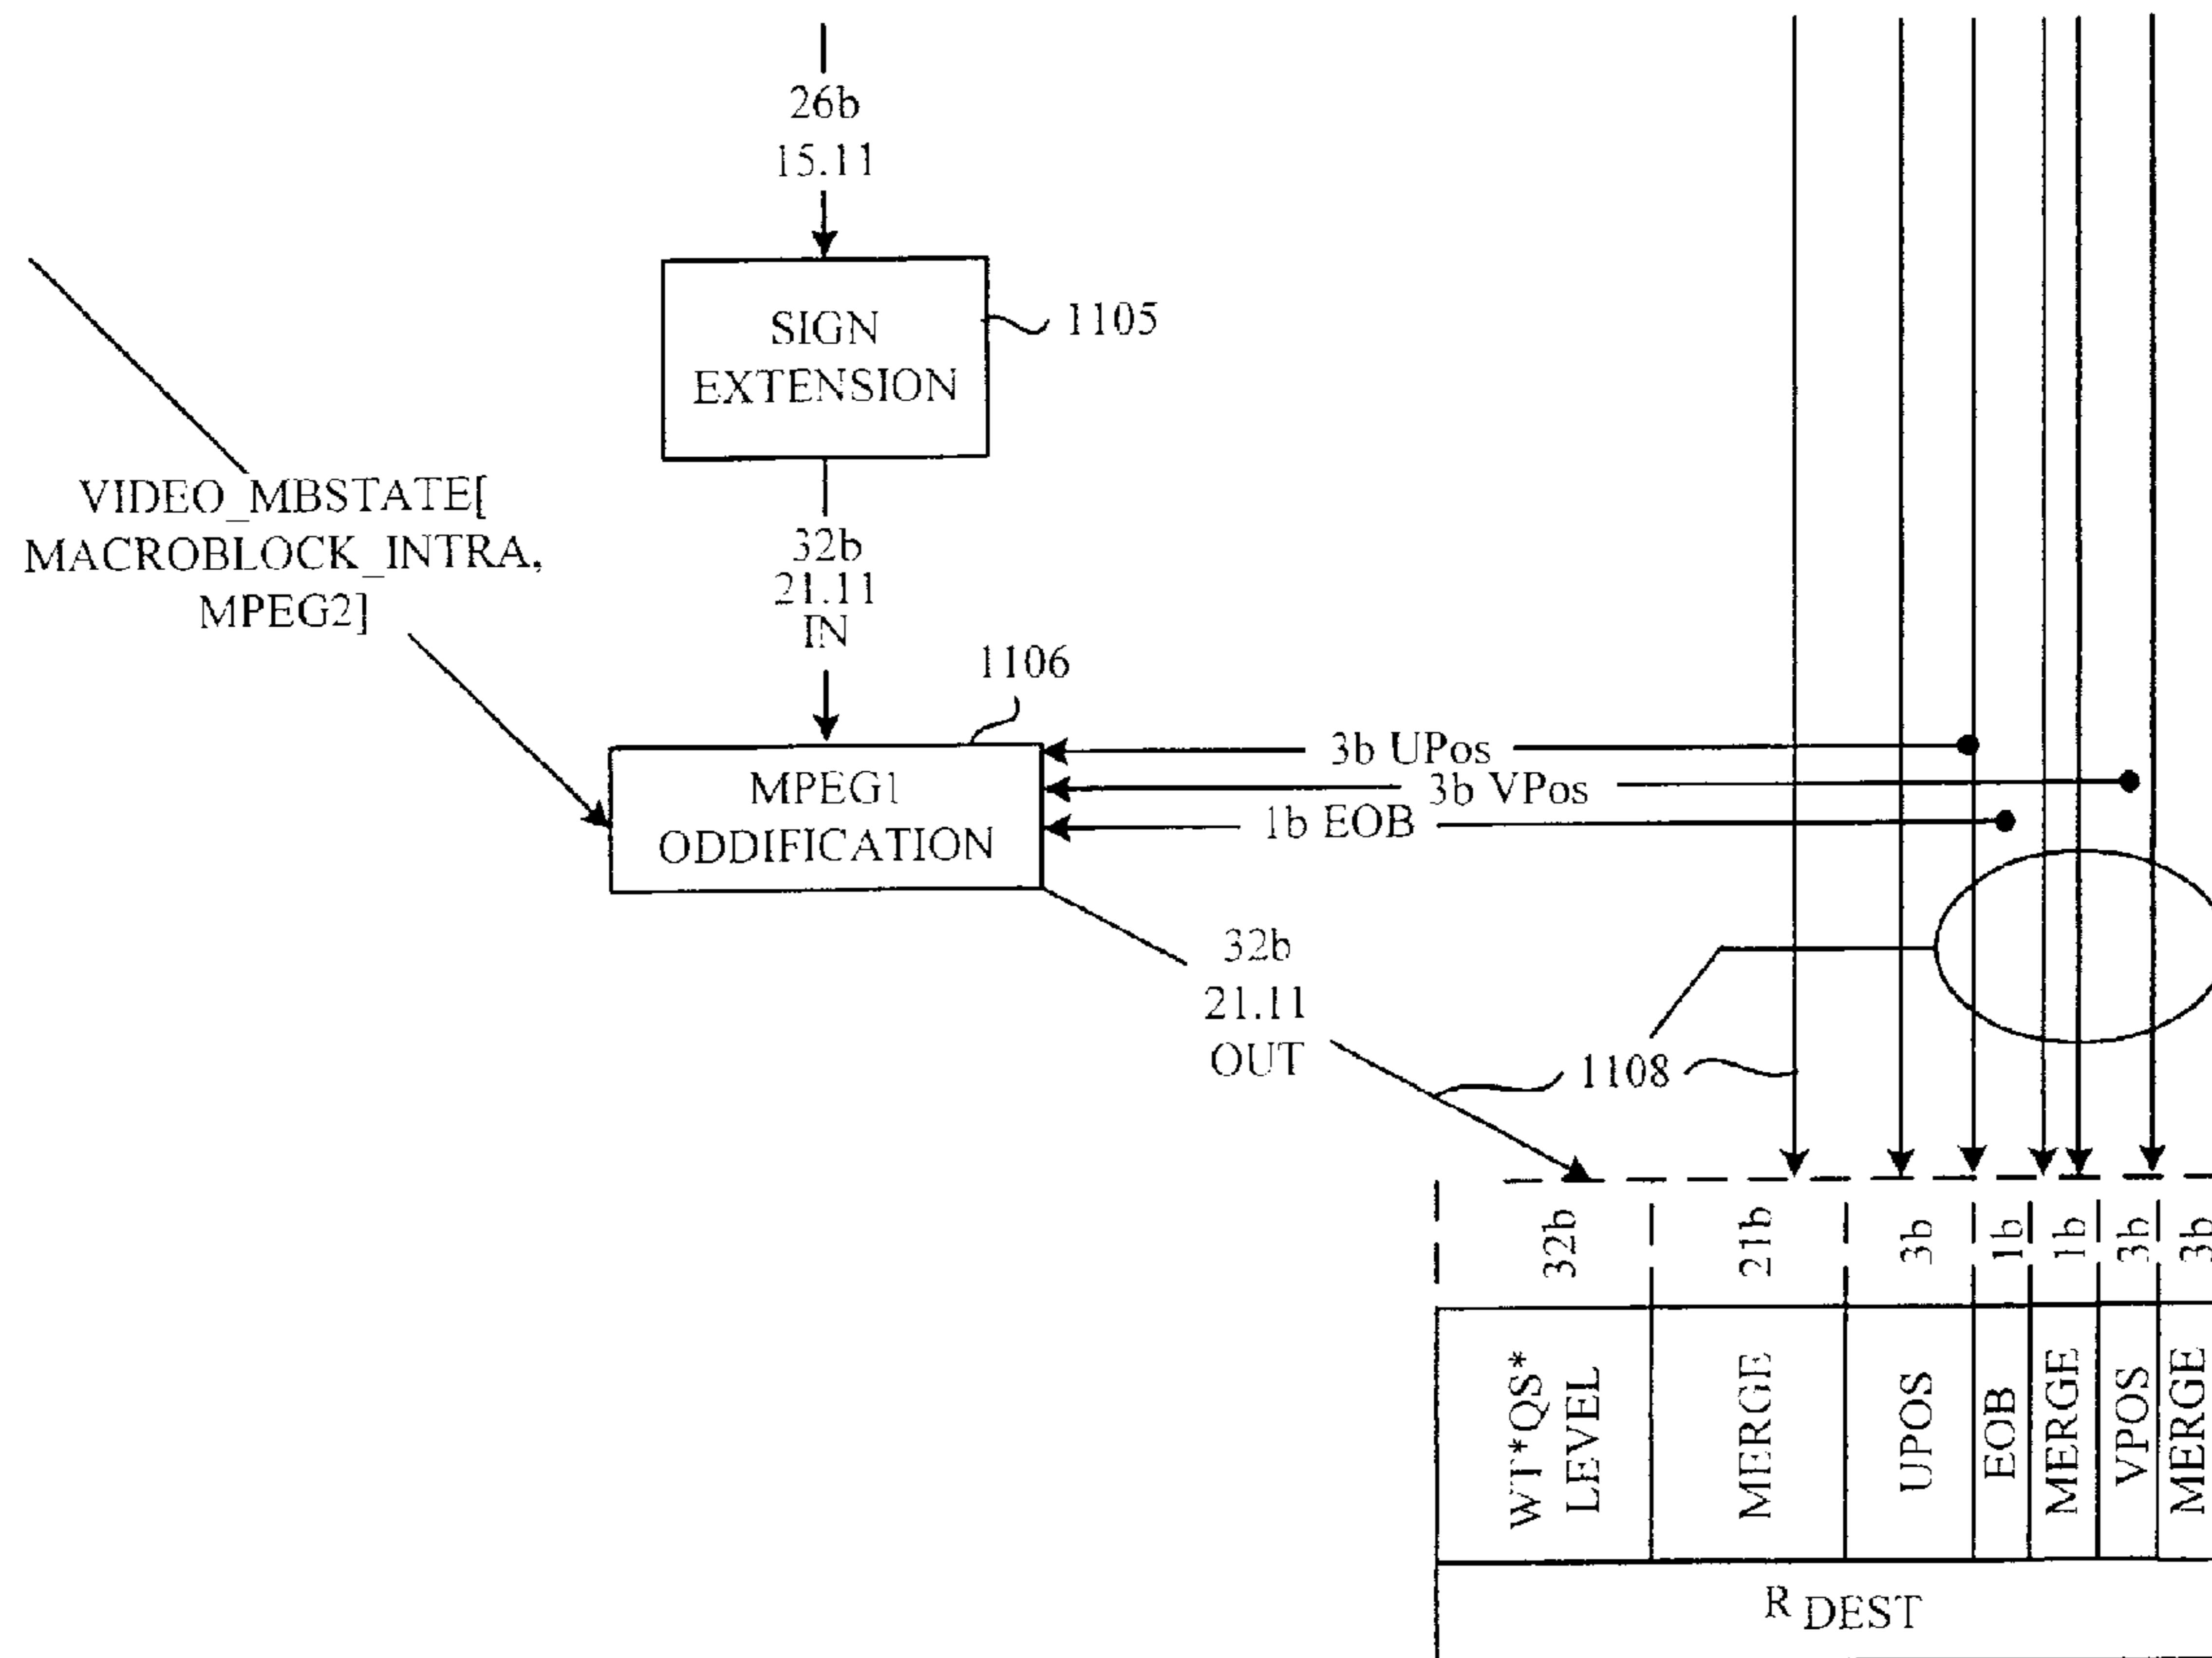 26b
15.11
SIGN
EXTENSION
1105
VIDEO_MBSTATE[
MACROBLOCK_INTRA,
MPEG2]
32b
21.11
IN
1106
MPEG1
ODDIFICATION
3b UPos
3b VPos
1b EOB
32b
21.11
OUT
1108
32b
21b
3b
1b
1b
3b
3b
WT*QS*
LEVEL
MERGE
UPOS
EOB
MERGE
VPOS
MERGE
R DEST